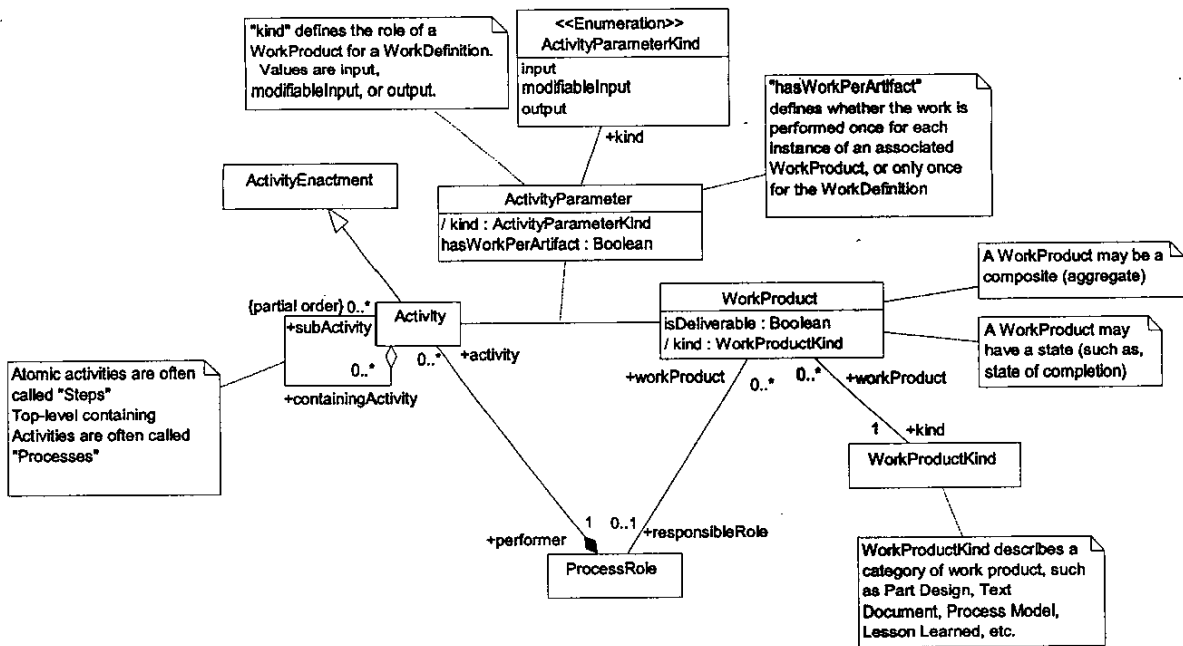 "kind" defines the role of a
WorkProduct for a WorkDefinition.
Values are input,
modifiableInput, or output.
<<Enumeration>>
ActivityParameterKind
input
modifiableInput
output
+kind
"hasWorkPerArtifact"
defines whether the work is
performed once for each
instance of an associated
WorkProduct, or only once
for the WorkDefinition
ActivityEnactment
ActivityParameter
/ kind : ActivityParameterKind
hasWorkPerArtifact : Boolean
A WorkProduct may be a
composite (aggregate)
{partial order} 0..*
+subActivity
Activity
0..*
0..*
+activity
+containingActivity
WorkProduct
isDeliverable : Boolean
/ kind : WorkProductKind
+workProduct
0..*
0..*
+workProduct
A WorkProduct may
have a state (such as,
state of completion)
Atomic activities are often
called "Steps"
Top-level containing
Activities are often called
"Processes"
1
+kind
WorkProductKind
1
0..1
+performer
+responsibleRole
ProcessRole
WorkProductKind describes a
category of work product, such
as Part Design, Text
Document, Process Model,
Lesson Learned, etc.